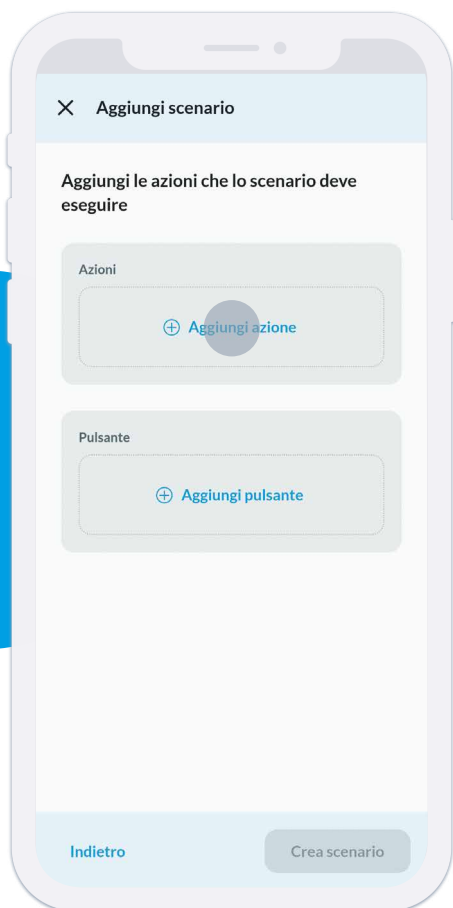 Aggiungi scenario
Aggiungi le azioni che lo scenario deve
eseguire
Azioni
Aggiungi azione
Pulsante
Aggiungi pulsante
Indietro
Crea scenario